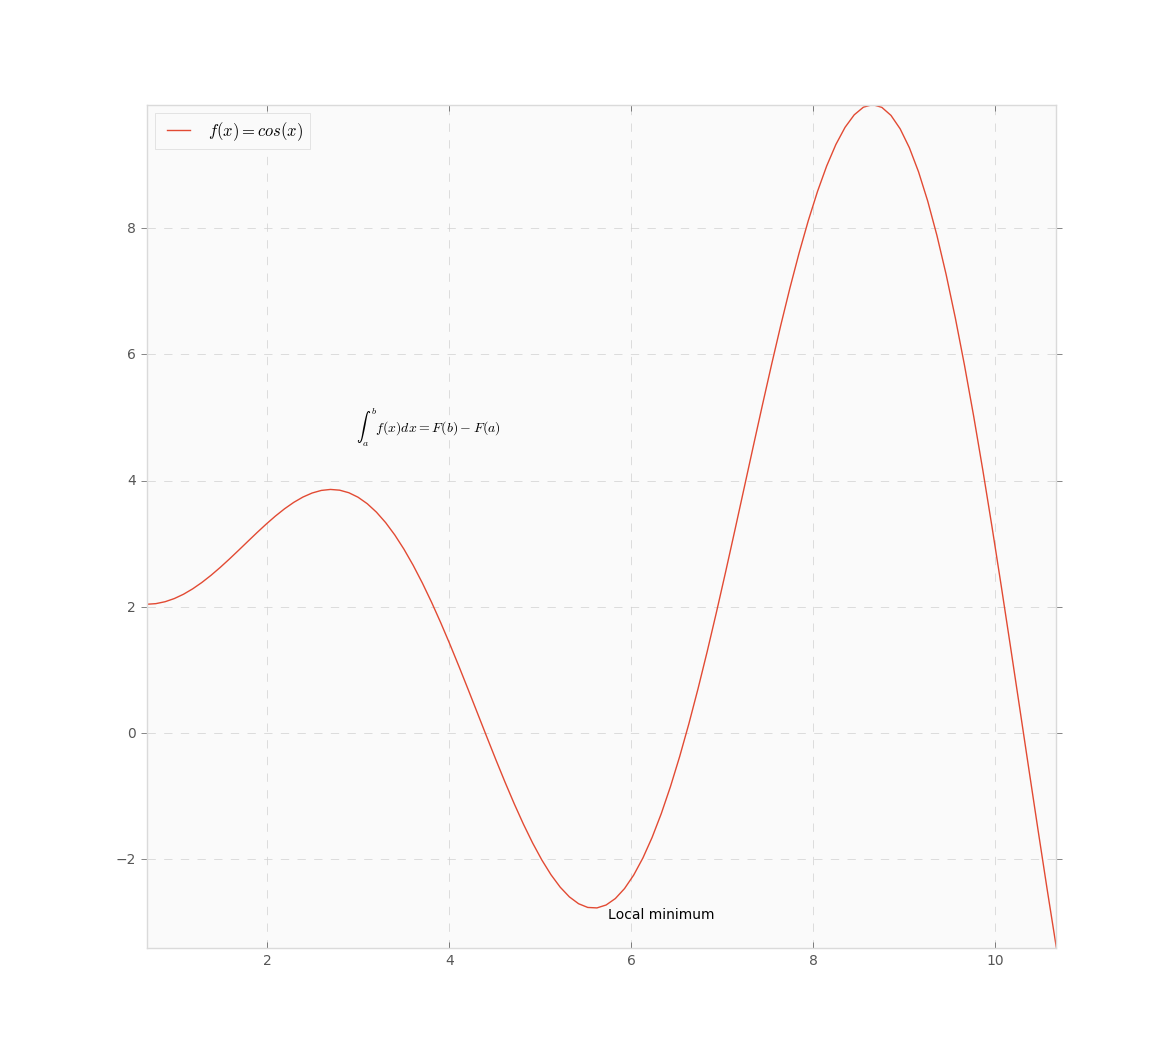 f(x) = cos(x)
8
6
∫_a^b f(x)dx = F(b) − F(a)
4
2
0
−2
Local minimum
2 4 6 8 10